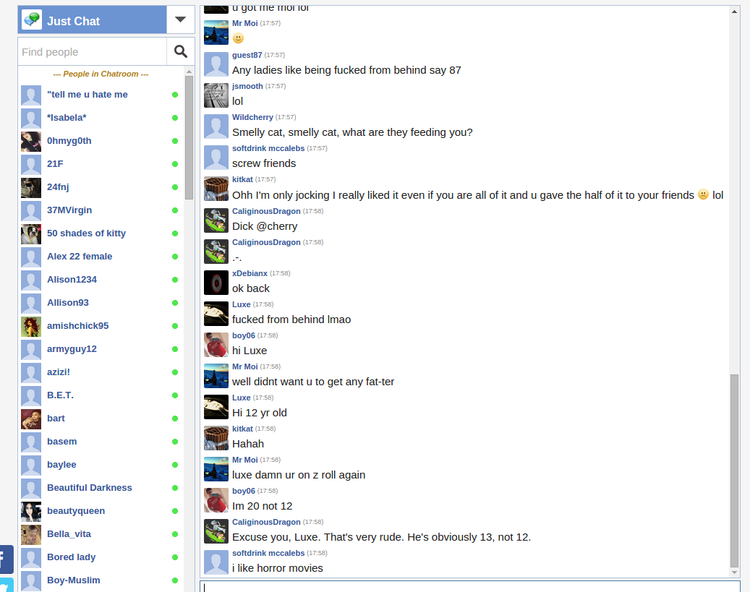 Just Chat
Find people
--- People in Chatroom ---
"tell me u hate me
*Isabela*
0hmyg0th
21F
24fnj
37MVirgin
50 shades of kitty
Alex 22 female
Alison1234
Allison93
amishchick95
armyguy12
azizi!
B.E.T.
bart
basem
baylee
Beautiful Darkness
beautyqueen
Bella_vita
Bored lady
Boy-Muslim
u got me moi lol
Mr Moi (17:57)
guest87 (17:57)
Any ladies like being fucked from behind say 87
jsmooth (17:57)
lol
Wildcherry (17:57)
Smelly cat, smelly cat, what are they feeding you?
softdrink mccalebs (17:57)
screw friends
kitkat (17:57)
Ohh I'm only jocking I really liked it even if you are all of it and u gave the half of it to your friends 🙂 lol
CaliginousDragon (17:58)
Dick @cherry
CaliginousDragon (17:58)
.-.
xDebianx (17:58)
ok back
Luxe (17:58)
fucked from behind lmao
boy06 (17:58)
hi Luxe
Mr Moi (17:58)
well didnt want u to get any fat-ter
Luxe (17:58)
Hi 12 yr old
kitkat (17:58)
Hahah
Mr Moi (17:58)
luxe damn ur on z roll again
boy06 (17:58)
Im 20 not 12
CaliginousDragon (17:58)
Excuse you, Luxe. That's very rude. He's obviously 13, not 12.
softdrink mccalebs (17:58)
i like horror movies